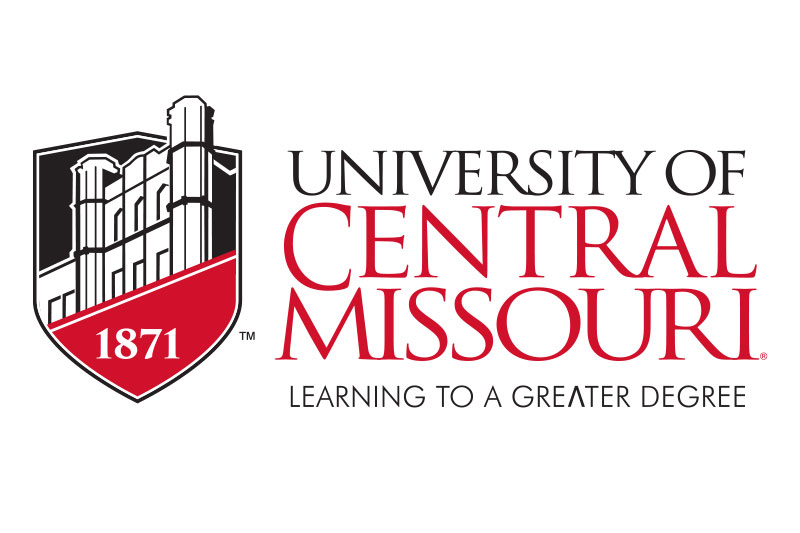 1871
™
UNIVERSITY OF
CENTRAL
MISSOURI®
LEARNING TO A GREATER DEGREE